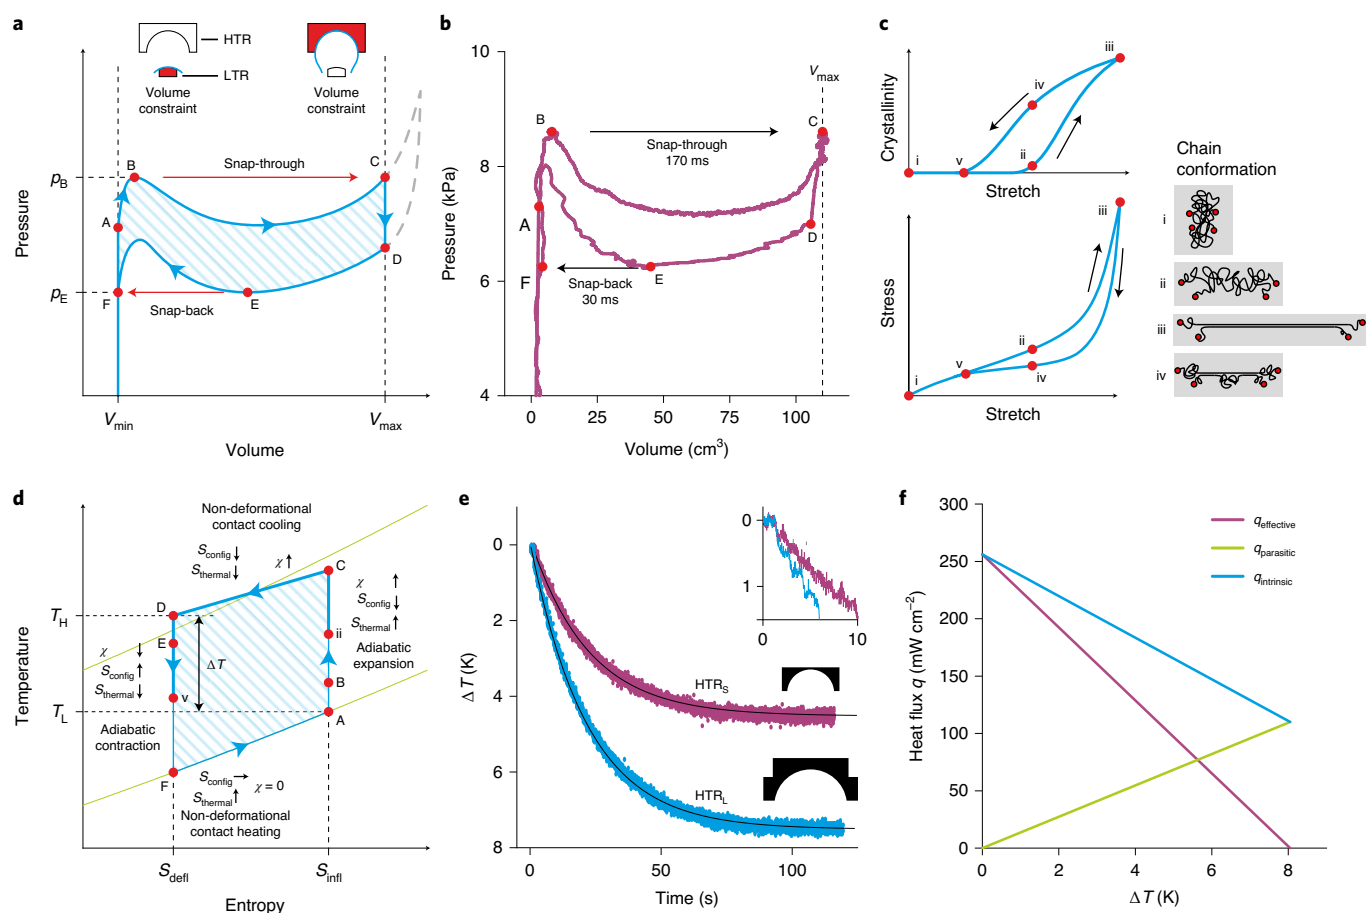 a
HTR
LTR
Volume
constraint
Volume
constraint
Pressure
p_B
p_E
A
B
Snap-through
C
D
E
F
Snap-back
V_min
V_max
Volume
b
Pressure (kPa)
10
8
6
4
V_max
B
C
Snap-through
170 ms
A
D
F
E
Snap-back
30 ms
0
25
50
75
100
Volume (cm³)
c
Crystallinity
i
v
ii
iv
iii
Stretch
Stress
i
v
ii
iv
iii
Stretch
Chain
conformation
i
ii
iii
iv
d
Temperature
T_H
T_L
Non-deformational
contact cooling
S_config ↓
S_thermal ↓
χ ↑
C
D
E
v
ΔT
ii
B
A
F
χ ↑
S_config ↓
S_thermal ↑
Adiabatic
expansion
χ ↓
S_config ↑
S_thermal ↓
Adiabatic
contraction
S_config →
S_thermal ↑
χ = 0
Non-deformational
contact heating
S_defl
S_infl
Entropy
e
ΔT (K)
0
2
4
6
8
0
1
0
10
HTR_S
HTR_L
0
50
100
Time (s)
f
Heat flux q (mW cm⁻²)
300
250
200
150
100
50
0
q_effective
q_parasitic
q_intrinsic
0
2
4
6
8
ΔT (K)